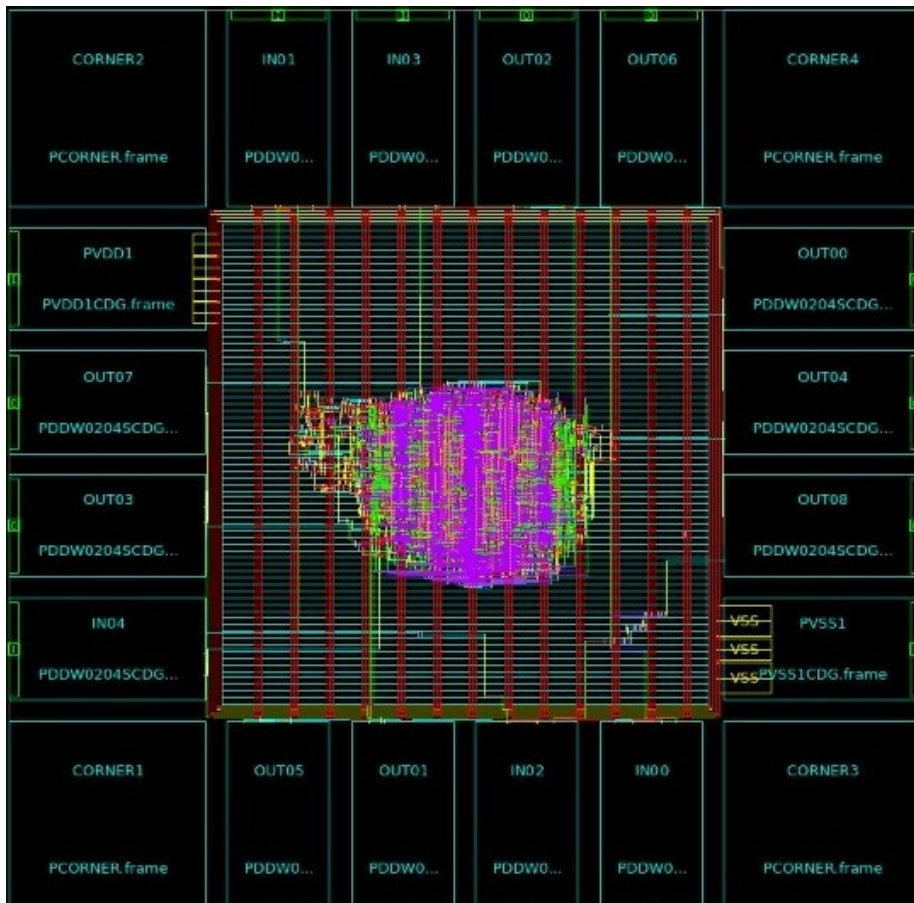 CORNER2
IN01
IN03
OUT02
OUT06
CORNER4
PCORNER.frame
PDDW0...
PDDW0...
PDDW0...
PDDW0...
PCORNER.frame
PVDD1
PVDD1CDG.frame
OUT00
PDDW0204SCDG...
OUT07
PDDW0204SCDG...
OUT04
PDDW0204SCDG...
OUT03
PDDW0204SCDG...
OUT08
PDDW0204SCDG...
IN04
PDDW0204SCDG...
VSS
VSS
VSS
PVSS1
PVSS1CDG.frame
CORNER1
OUT05
OUT01
IN02
IN00
CORNER3
PCORNER.frame
PDDW0...
PDDW0...
PDDW0...
PDDW0...
PCORNER.frame